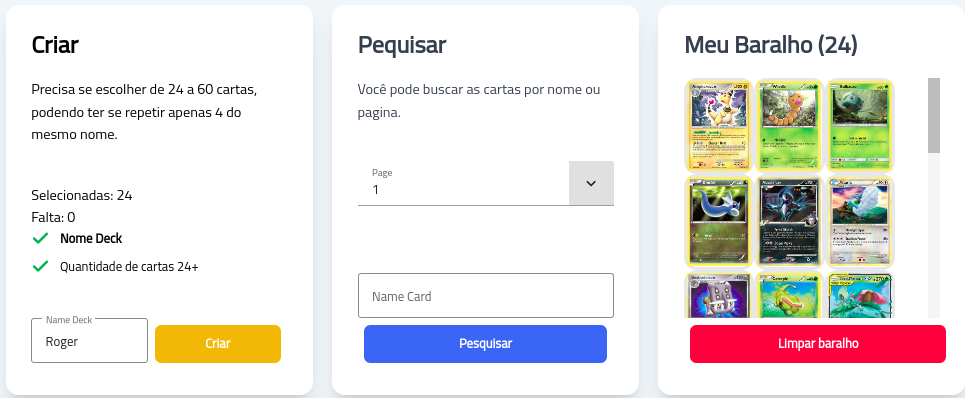 Criar
Precisa se escolher de 24 a 60 cartas,
podendo ter se repetir apenas 4 do
mesmo nome.
Selecionadas: 24
Falta: 0
Nome Deck
Quantidade de cartas 24+
Name Deck
Roger
Criar
Pequisar
Você pode buscar as cartas por nome ou
pagina.
Page
1
Name Card
Pesquisar
Meu Baralho (24)
Limpar baralho